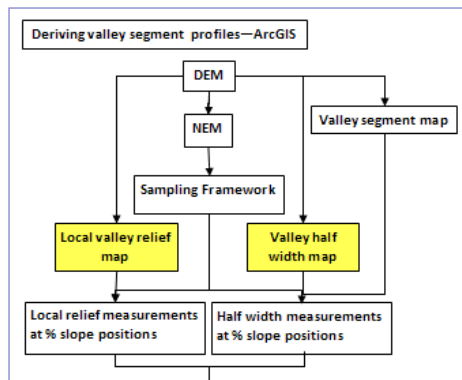 Deriving valley segment profiles—ArcGIS
DEM
NEM
Valley segment map
Sampling Framework
Local valley relief
map
Valley half
width map
Local relief measurements
at % slope positions
Half width measurements
at % slope positions